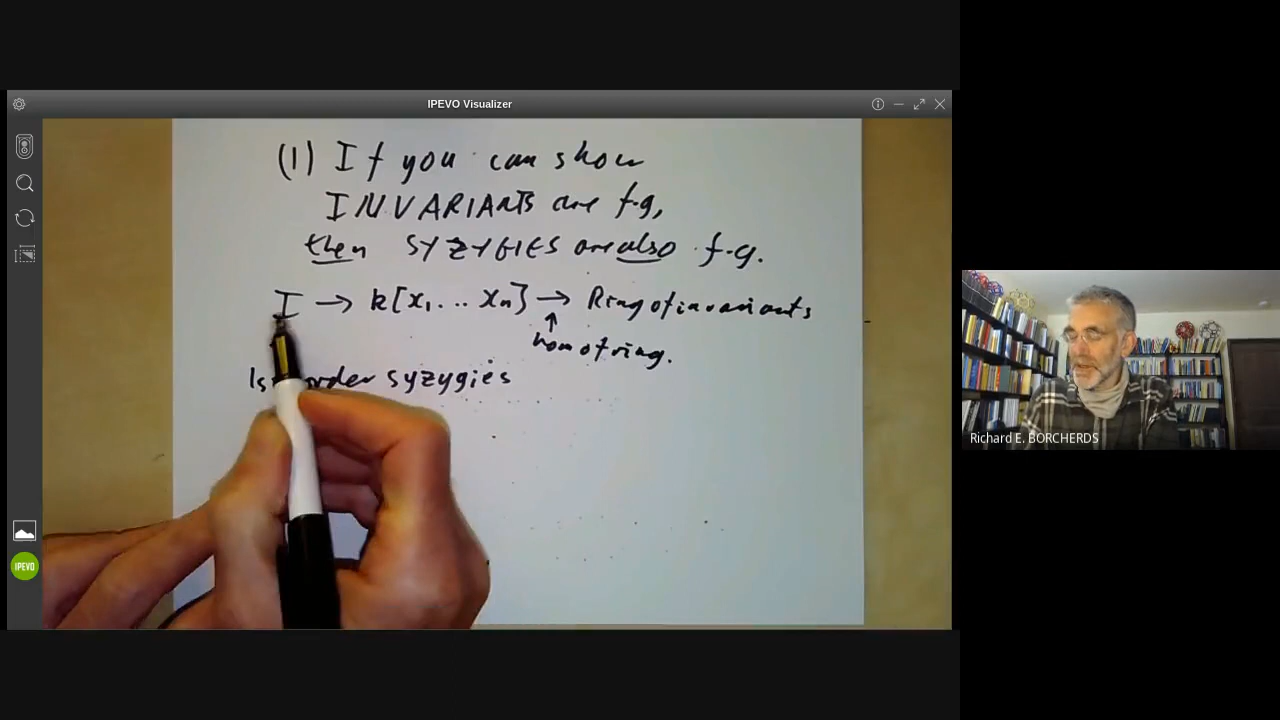 IPEVO Visualizer
(1) If you can show
INVARIANTS are f.g,
then SYZYGIES are also f.g.
I → k[x₁ ... xₙ] → Ring of invariants
↑
hom of ring.
1st order syzygies
Richard E. BORCHERDS
IPEVO